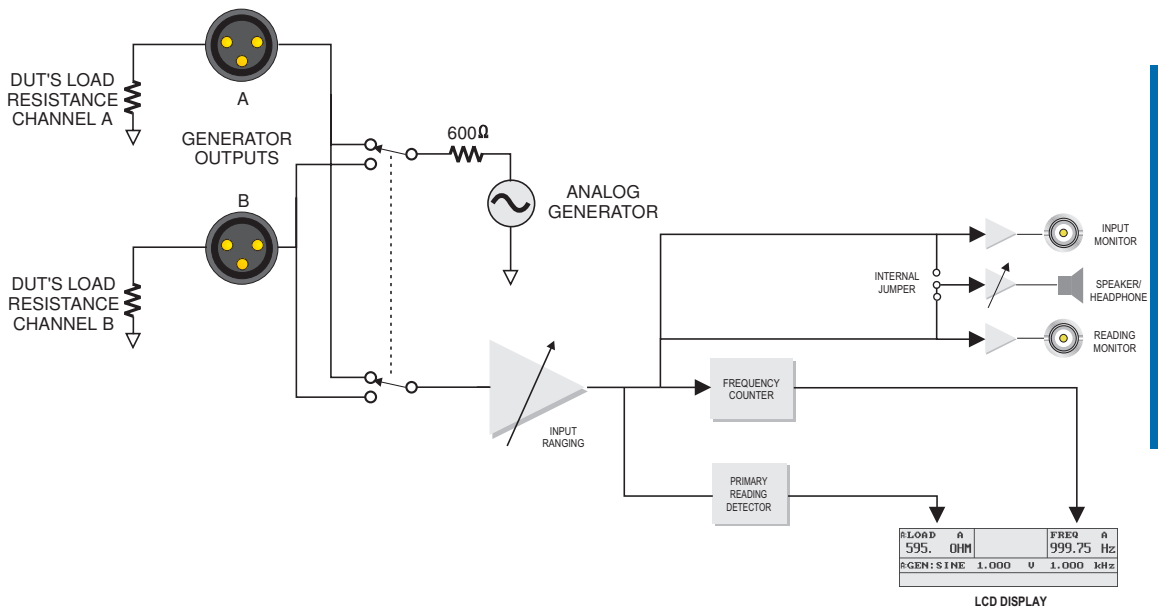 DUT'S LOAD
RESISTANCE
CHANNEL A
A
GENERATOR
OUTPUTS
B
DUT'S LOAD
RESISTANCE
CHANNEL B
600Ω
ANALOG
GENERATOR
INPUT
RANGING
INTERNAL
JUMPER
INPUT
MONITOR
SPEAKER/
HEADPHONE
READING
MONITOR
FREQUENCY
COUNTER
PRIMARY
READING
DETECTOR
LOAD A FREQ A
595. OHM 999.75 Hz
GEN:SINE 1.000 V 1.000 kHz
LCD DISPLAY